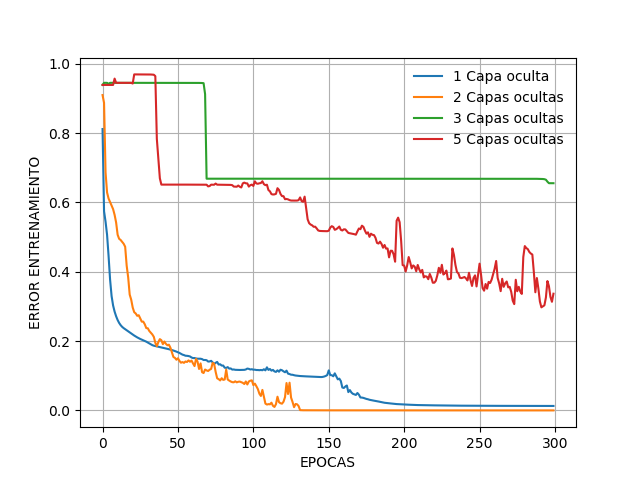 1.0
0.8
0.6
0.4
0.2
0.0
ERROR ENTRENAMIENTO
1 Capa oculta
2 Capas ocultas
3 Capas ocultas
5 Capas ocultas
0 50 100 150 200 250 300
EPOCAS